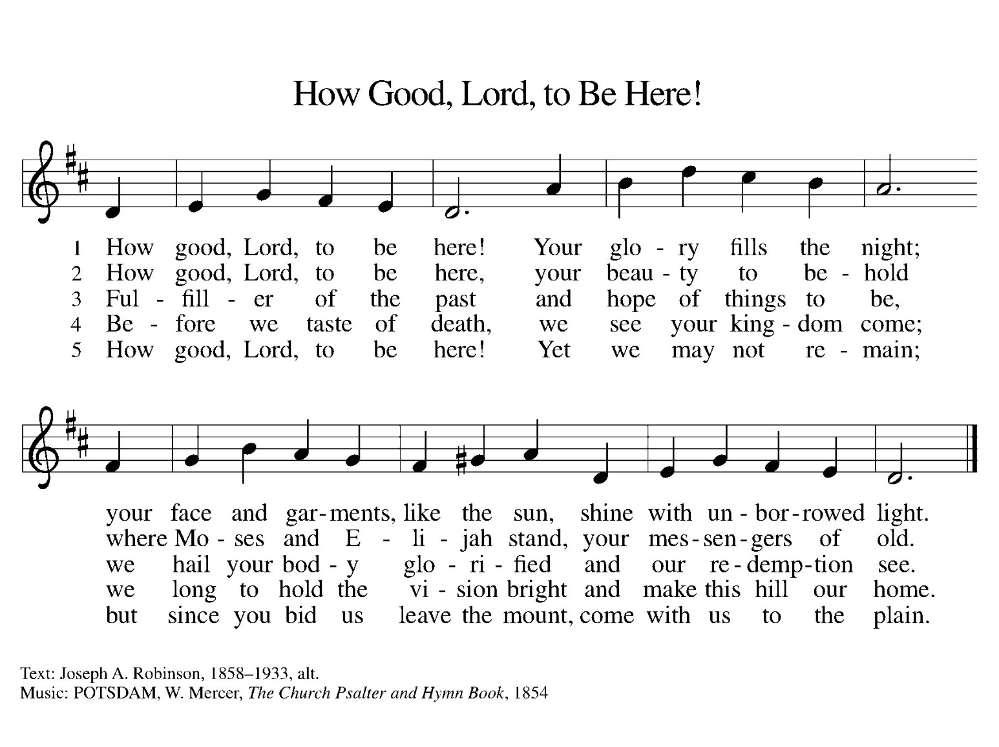 How Good, Lord, to Be Here!
1 How good, Lord, to be here! Your glo - ry fills the night;
2 How good, Lord, to be here, your beau - ty to be - hold
3 Ful - fill - er of the past and hope of things to be,
4 Be - fore we taste of death, we see your king - dom come;
5 How good, Lord, to be here! Yet we may not re - main;
your face and gar - ments, like the sun, shine with un - bor - rowed light.
where Mo - ses and E - li - jah stand, your mes - sen - gers of old.
we hail your bod - y glo - ri - fied and our re - demp - tion see.
we long to hold the vi - sion bright and make this hill our home.
but since you bid us leave the mount, come with us to the plain.
Text: Joseph A. Robinson, 1858–1933, alt.
Music: POTSDAM, W. Mercer, The Church Psalter and Hymn Book, 1854